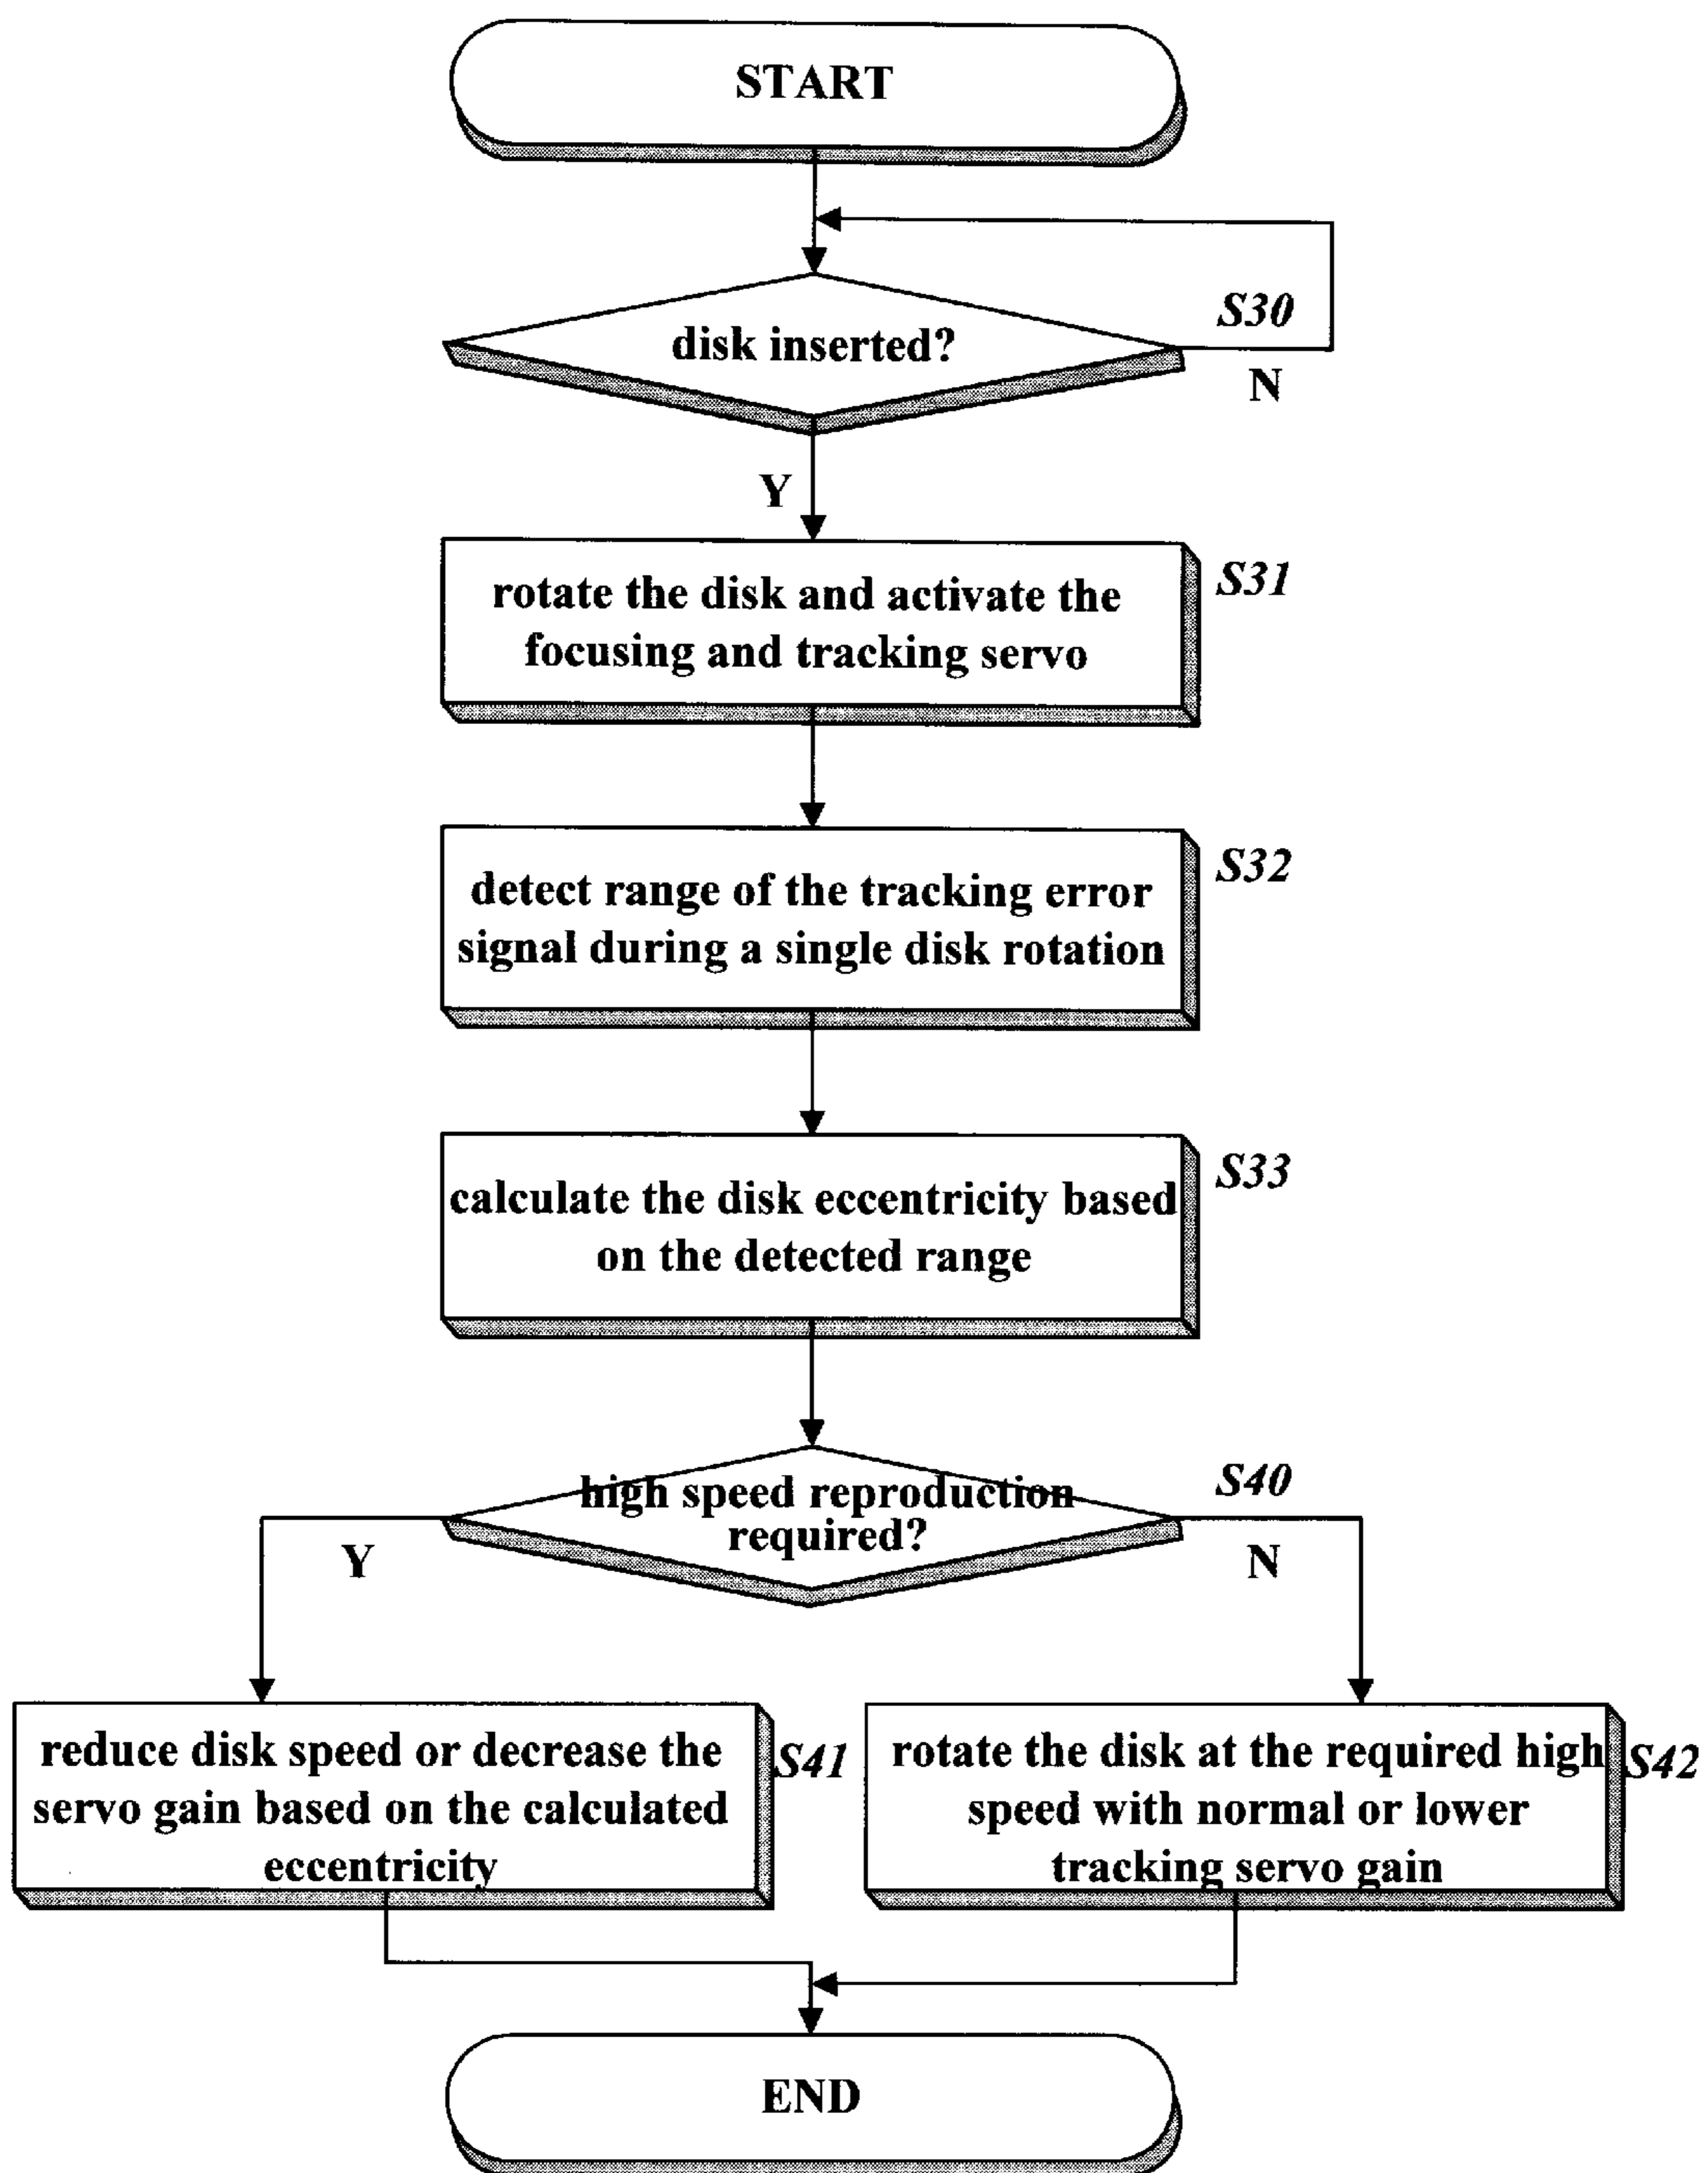 START
disk inserted?
S30
N
Y
rotate the disk and activate the
focusing and tracking servo
S31
detect range of the tracking error
signal during a single disk rotation
S32
calculate the disk eccentricity based
on the detected range
S33
high speed reproduction
required?
S40
Y
N
reduce disk speed or decrease the
servo gain based on the calculated
eccentricity
S41
rotate the disk at the required high
speed with normal or lower
tracking servo gain
S42
END